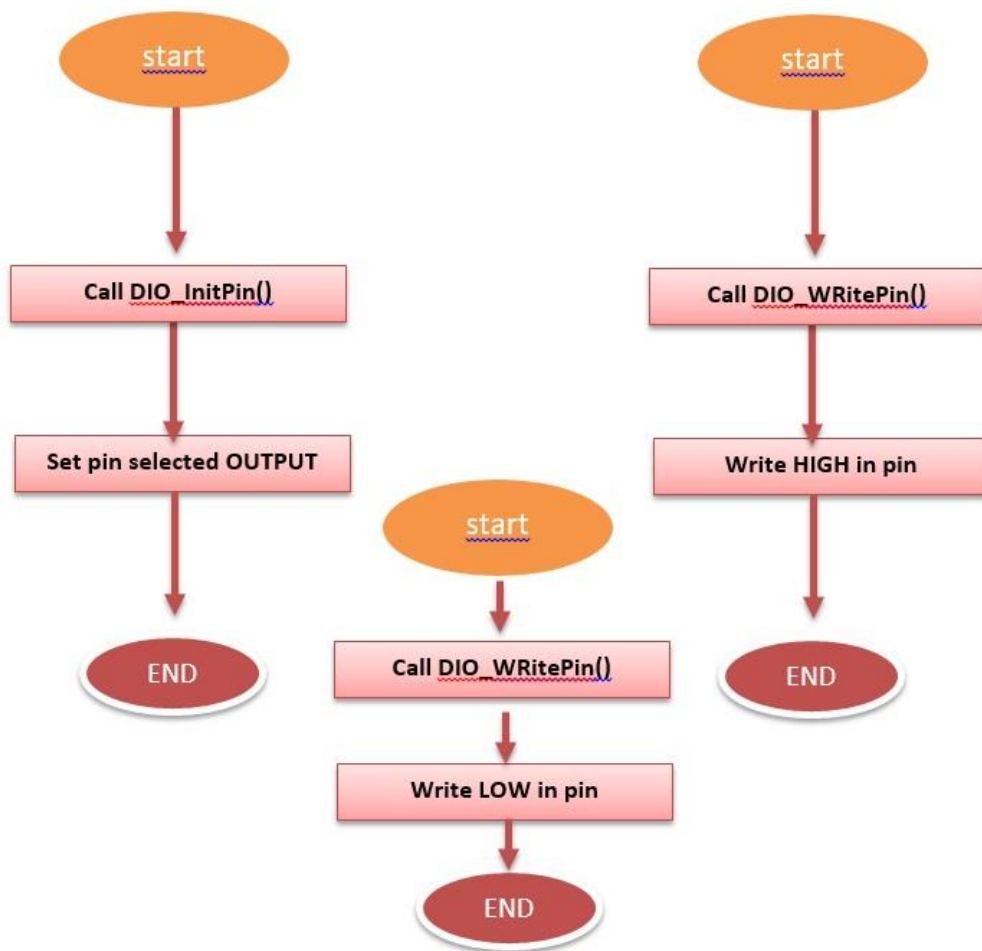 start
Call DIO_InitPin()
Set pin selected OUTPUT
END
start
Call DIO_WRitePin()
Write LOW in pin
END
start
Call DIO_WRitePin()
Write HIGH in pin
END